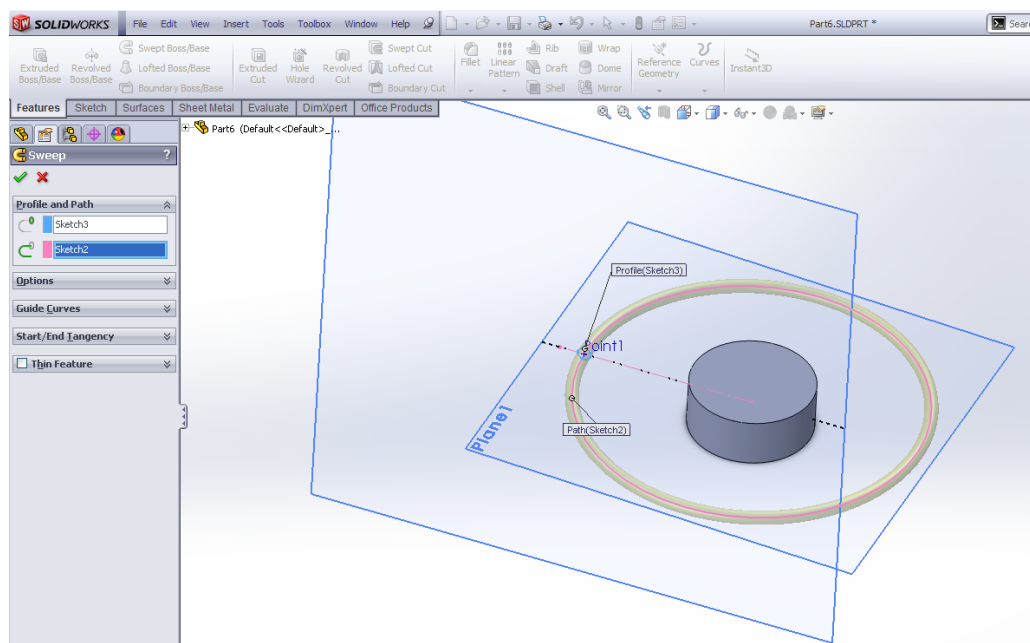 SOLIDWORKS File Edit View Insert Tools Toolbox Window Help Part6.SLDPRT * Sear
Extruded Boss/Base Revolved Boss/Base Swept Boss/Base Extruded Cut Hole Wizard Revolved Cut Swept Cut Fillet Linear Pattern Rib Wrap Reference Geometry Curves Instant3D
Lofted Boss/Base Lofted Cut Draft Dome
Boundary Boss/Base Boundary Cut Shell Mirror
Features Sketch Surfaces Sheet Metal Evaluate DimXpert Office Products
Part6 (Default<<Default>_...
Sweep ?
Profile and Path
Sketch3
Sketch2
Options
Guide Curves
Start/End Tangency
Thin Feature
Profile(Sketch3)
Point1
Path(Sketch2)
Plane1